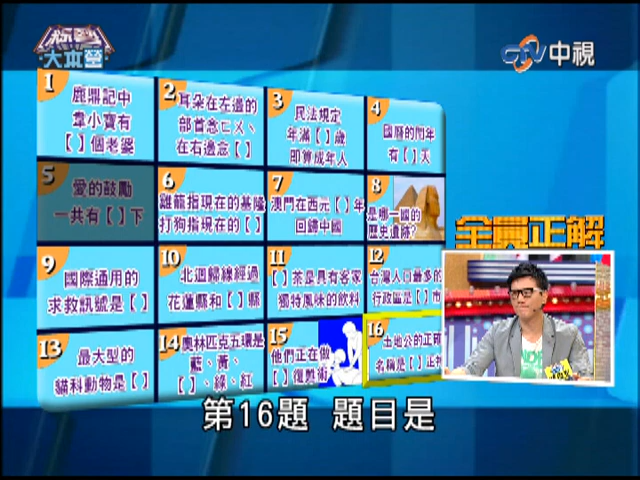 大本營
CTV中視
1
鹿鼎記中
韋小寶有
【 】個老婆
2
耳朵在左邊的
部首念ㄈㄨˋ
在右邊念【 】
3
民法規定
年滿【 】歲
即算成年人
4
國曆的閏年
有【 】天
5
愛的鼓勵
一共有【 】下
6
雞籠指現在的基隆
打狗指現在的【 】
7
澳門在西元【 】年
回歸中國
8
是哪一國的
歷史遺跡?
9
國際通用的
求救訊號是【 】
10
北迴歸線經過
花蓮縣和【 】縣
11
【 】茶是具有客家
獨特風味的飲料
12
台灣人口最多的
行政區是【 】市
13
最大型的
貓科動物是【 】
14
奧林匹克五環是
藍、黃、
【 】、綠、紅
15
他們正在做
【 】復甦術
16
土地公的正確
名稱是【 】正
全員正解
第16題 題目是